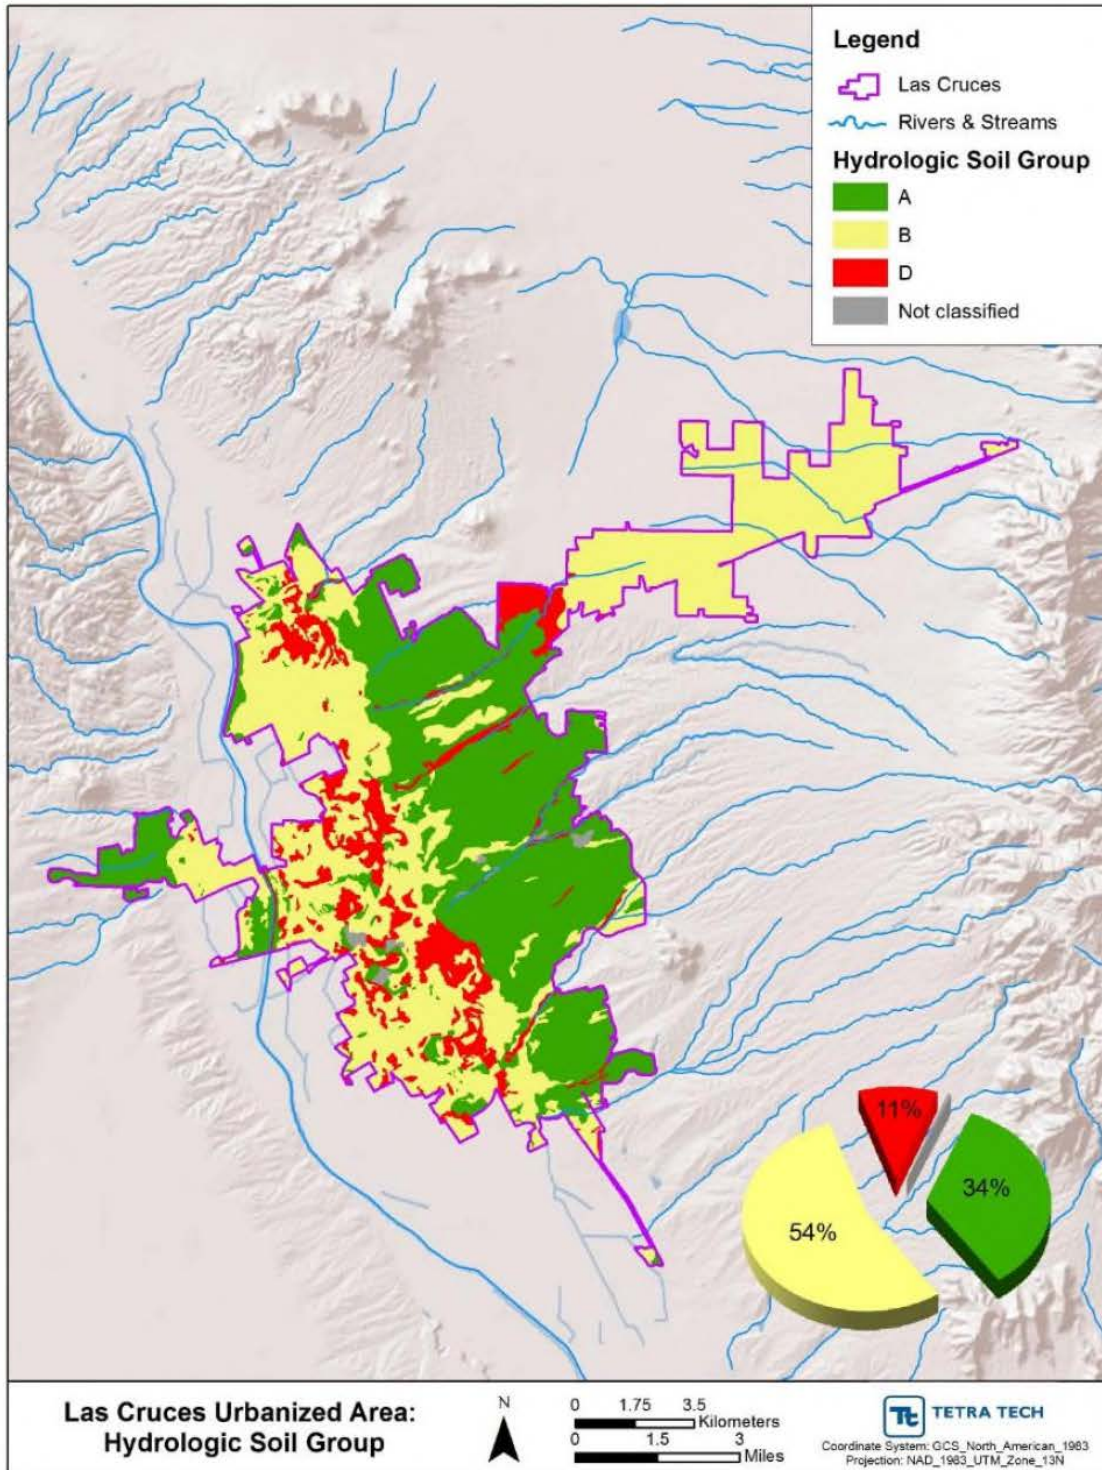 Legend
Las Cruces
Rivers & Streams
Hydrologic Soil Group
A
B
D
Not classified
11%
34%
54%
Las Cruces Urbanized Area:
Hydrologic Soil Group
N
0 1.75 3.5
Kilometers
0 1.5 3
Miles
Tt TETRA TECH
Coordinate System: GCS_North_American_1983
Projection: NAD_1983_UTM_Zone_13N